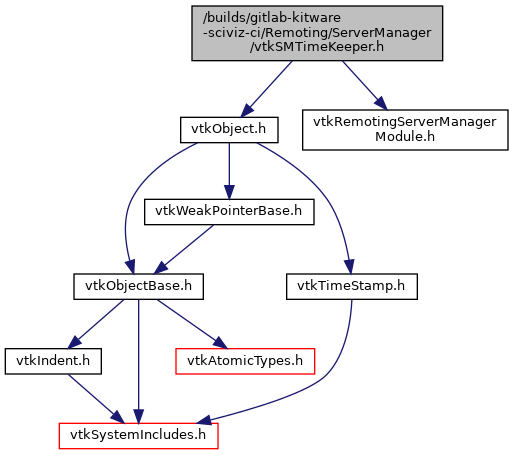 /builds/gitlab-kitware
-sciviz-ci/Remoting/ServerManager
/vtkSMTimeKeeper.h
vtkObject.h
vtkRemotingServerManager
Module.h
vtkWeakPointerBase.h
vtkObjectBase.h
vtkTimeStamp.h
vtkIndent.h
vtkAtomicTypes.h
vtkSystemIncludes.h